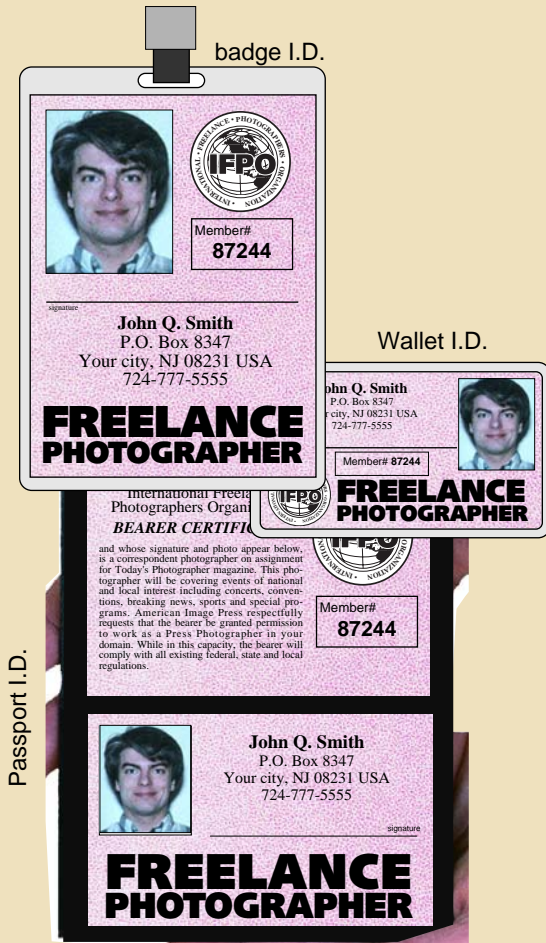 badge I.D.
INTERNATIONAL • FREELANCE • PHOTOGRAPHERS • ORGANIZATION •
IFPO
Member#
87244
signature
John Q. Smith
P.O. Box 8347
Your city, NJ 08231 USA
724-777-5555
FREELANCE
PHOTOGRAPHER
Wallet I.D.
John Q. Smith
P.O. Box 8347
r city, NJ 08231 USA
724-777-5555
Member# 87244
IFPO
FREELANCE
PHOTOGRAPHER
Passport I.D.
International Freela
Photographers Organi
BEARER CERTIFIC
and whose signature and photo appear below,
is a correspondent photographer on assignment
for Today's Photographer magazine. This pho-
tographer will be covering events of national
and local interest including concerts, conven-
tions, breaking news, sports and special pro-
grams. American Image Press respectfully
requests that the bearer be granted permission
to work as a Press Photographer in your
domain. While in this capacity, the bearer will
comply with all existing federal, state and local
regulations.
IFPO
Member#
87244
John Q. Smith
P.O. Box 8347
Your city, NJ 08231 USA
724-777-5555
signature
FREELANCE
PHOTOGRAPHER